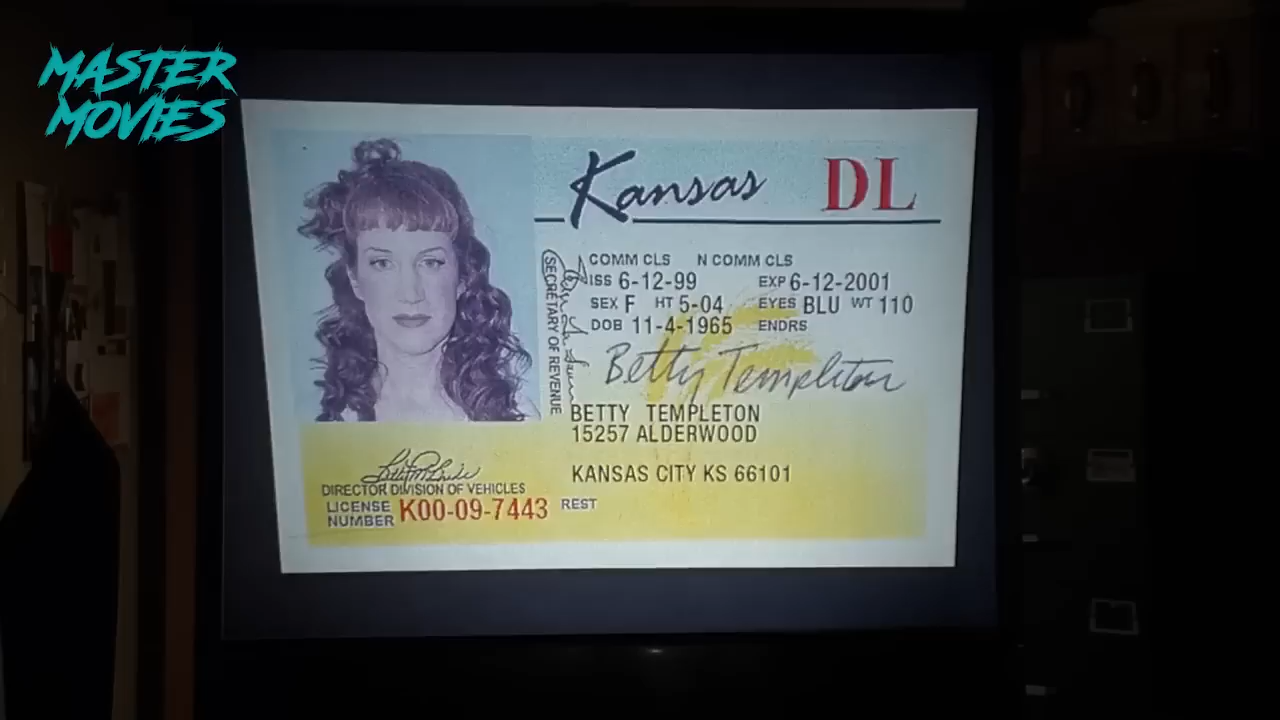 MASTER
MOVIES
Kansas DL
COMM CLS N COMM CLS
ISS 6-12-99 EXP 6-12-2001
SEX F HT 5-04 EYES BLU WT 110
DOB 11-4-1965 ENDRS
SECRETARY OF REVENUE
Betty Templeton
BETTY TEMPLETON
15257 ALDERWOOD
KANSAS CITY KS 66101
DIRECTOR DIVISION OF VEHICLES
LICENSE
NUMBER K00-09-7443 REST